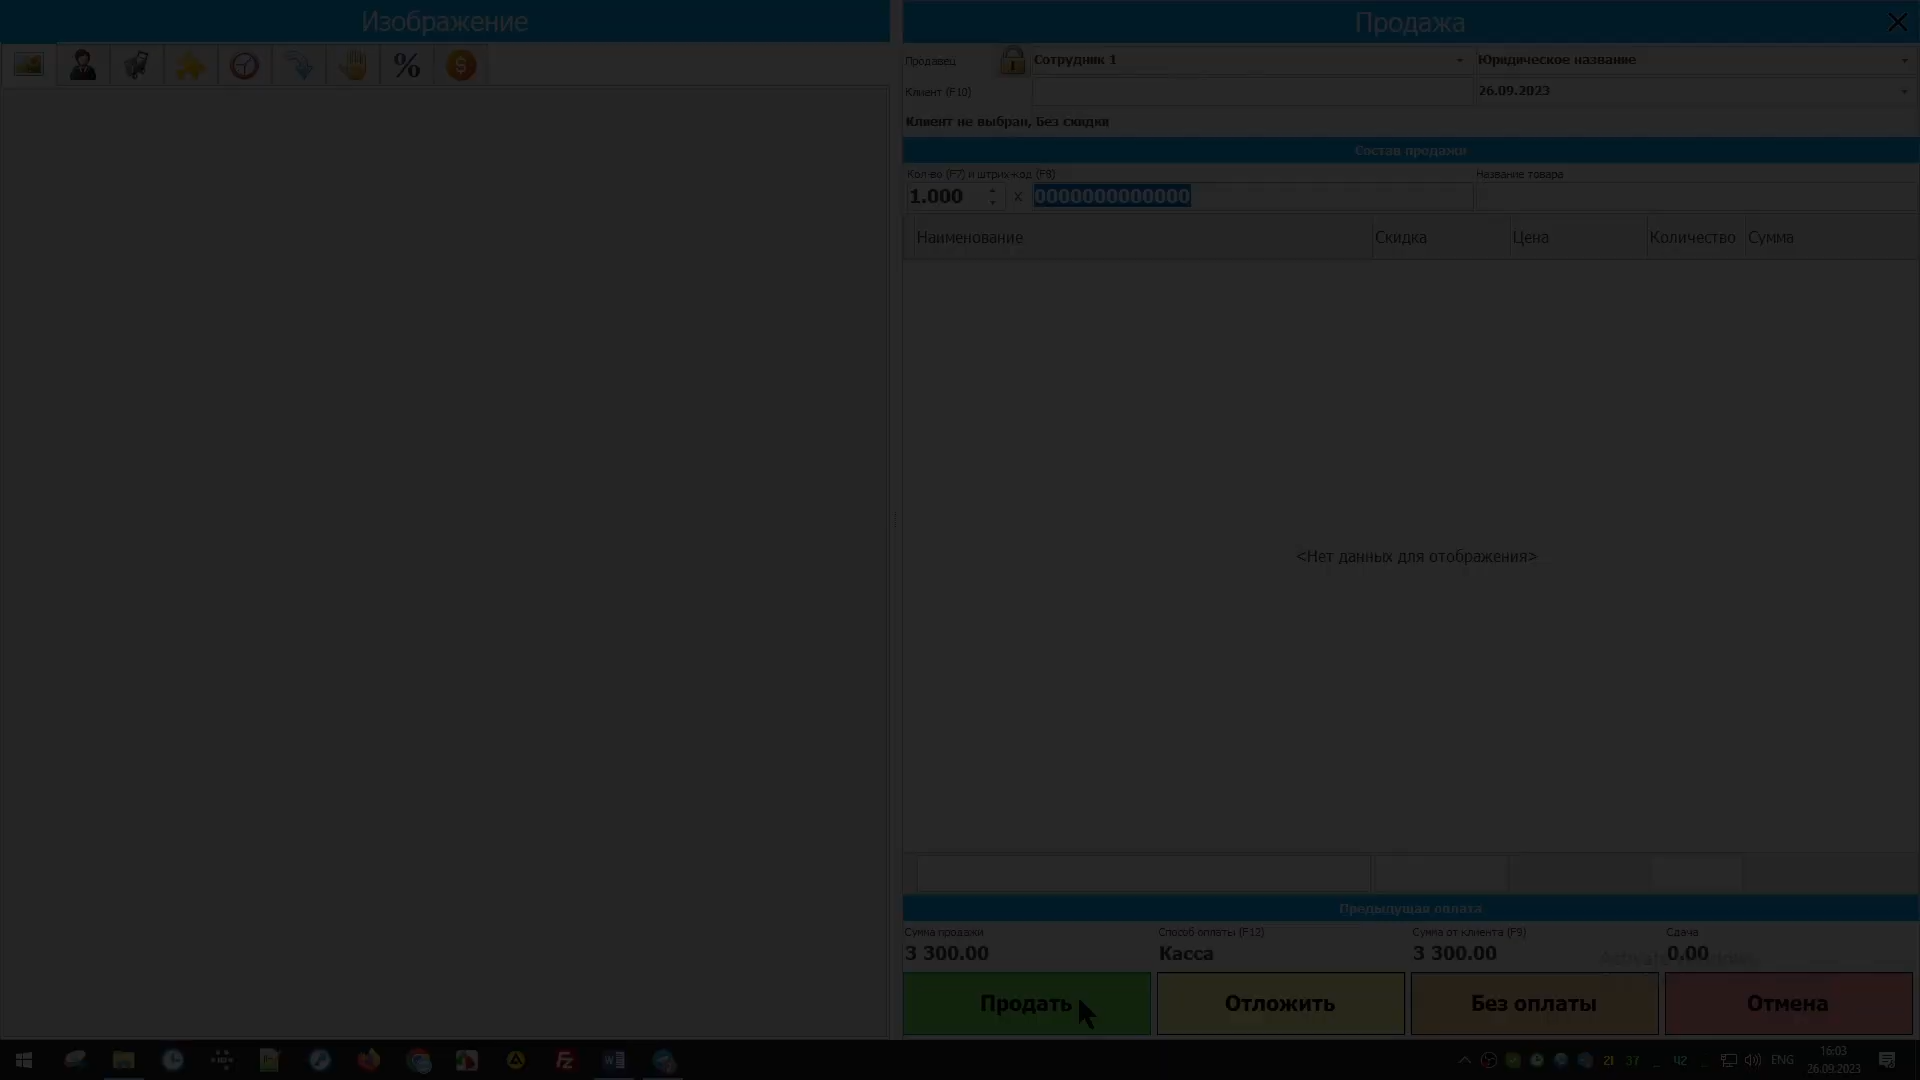 Изображение
Продажа
Продавец
Сотрудник 1
Юридическое название
Клиент (F10)
26.09.2023
Клиент не выбран, Без скидки
Состав продажи
Кол-во (F7) и штрих-код (F8)
Название товара
1.000
x
0000000000000
Наименование
Скидка
Цена
Количество
Сумма
<Нет данных для отображения>
Предыдущая оплата
Сумма продажи
Способ оплаты (F12)
Сумма от клиента (F9)
Сдача
3 300.00
Касса
3 300.00
0.00
Продать
Отложить
Без оплаты
Отмена
21
37
42
ENG
16:03
26.09.2023